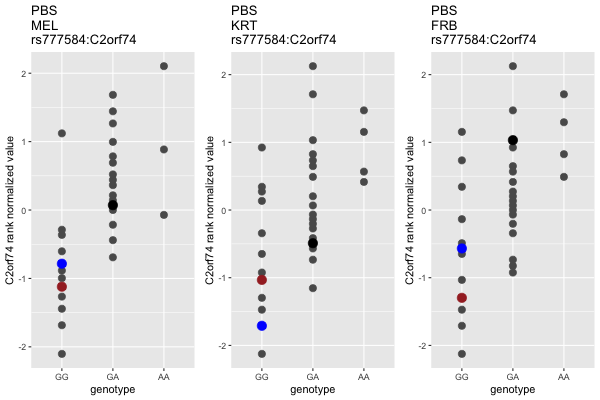 PBS
MEL
rs777584:C2orf74
C2orf74 rank normalized value
2
1
0
-1
-2
GG
GA
AA
genotype
PBS
KRT
rs777584:C2orf74
C2orf74 rank normalized value
2
1
0
-1
-2
GG
GA
AA
genotype
PBS
FRB
rs777584:C2orf74
C2orf74 rank normalized value
2
1
0
-1
-2
GG
GA
AA
genotype